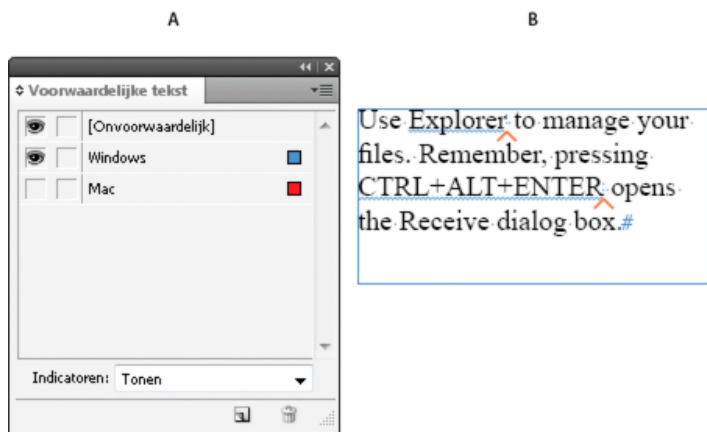 A
B
Voorwaardelijke tekst
[Onvoorwaardelijk]
Windows
Mac
Indicatoren: Tonen
Use Explorer to manage your
files. Remember, pressing
CTRL+ALT+ENTER opens
the Receive dialog box.#